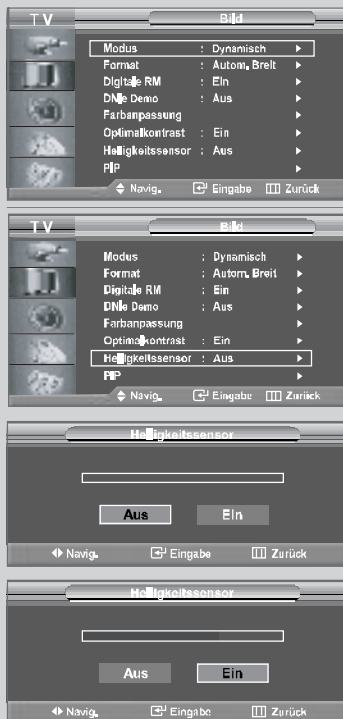 TV Bild
Modus : Dynamisch
Format : Autom. Breit
Digitale RM : Ein
DNIe Demo : Aus
Farbanpassung
Optimalkontrast : Ein
Helligkeitssensor : Aus
PIP
Navig. Eingabe Zurück
TV Bild
Modus : Dynamisch
Format : Autom. Breit
Digitale RM : Ein
DNIe Demo : Aus
Farbanpassung
Optimalkontrast : Ein
Helligkeitssensor : Aus
PIP
Navig. Eingabe Zurück
Helligkeitssensor
Aus Ein
Navig. Eingabe Zurück
Helligkeitssensor
Aus Ein
Navig. Eingabe Zurück